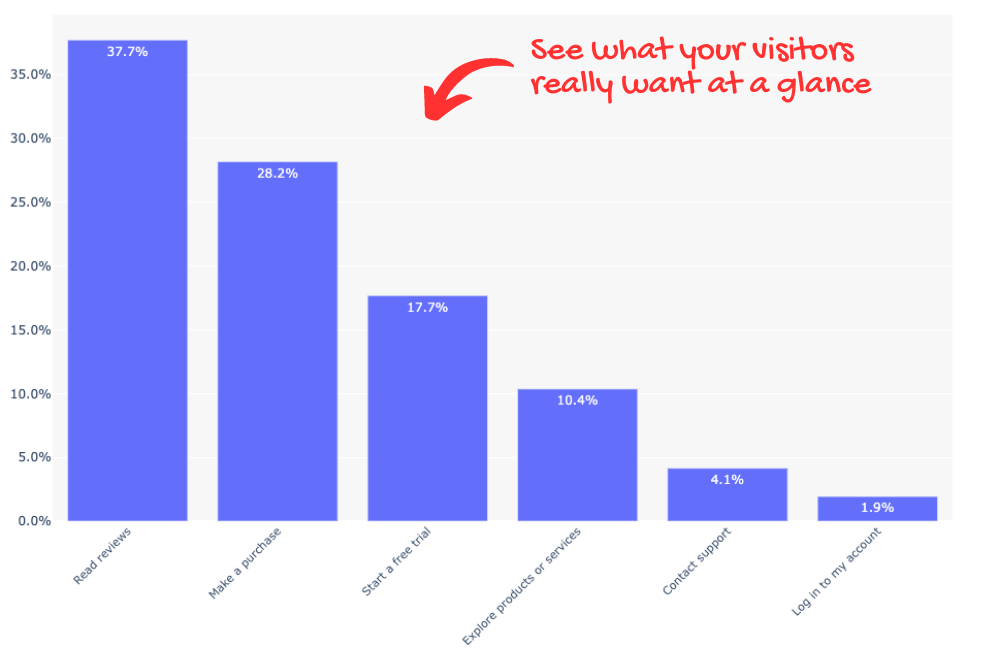 See what your visitors
really want at a glance
37.7%
28.2%
17.7%
10.4%
4.1%
1.9%
35.0%
30.0%
25.0%
20.0%
15.0%
10.0%
5.0%
0.0%
Read reviews
Make a purchase
Start a free trial
Explore products or services
Contact support
Log in to my account